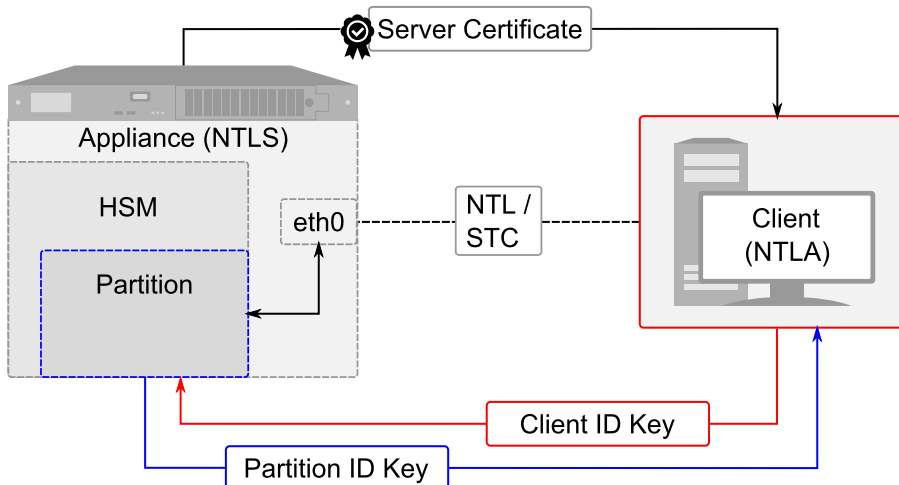 Server Certificate
Appliance (NTLS)
HSM
eth0
Partition
NTL /
STC
Client
(NTLA)
Client ID Key
Partition ID Key